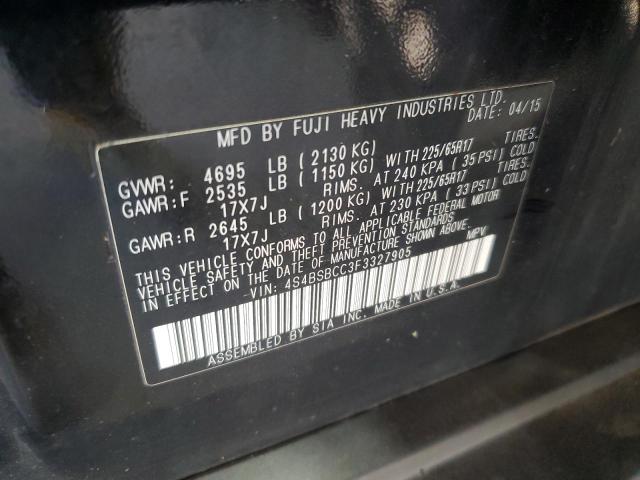 MFD BY FUJI HEAVY INDUSTRIES LTD.
DATE: 04/15
GVWR: 4695 LB ( 2130 KG)
GAWR:F 2535 LB ( 1150 KG) WITH 225/65R17 TIRES.
17X7J RIMS. AT 240 KPA ( 35 PSI) COLD
GAWR:R 2645 LB ( 1200 KG) WITH 225/65R17 TIRES.
17X7J RIMS. AT 230 KPA ( 33 PSI) COLD
THIS VEHICLE CONFORMS TO ALL APPLICABLE FEDERAL MOTOR
VEHICLE SAFETY AND THEFT PREVENTION STANDARDS
IN EFFECT ON THE DATE OF MANUFACTURE SHOWN ABOVE.
VIN: 4S4BSBCC3F3327905 MPV
ASSEMBLED BY SIA INC. MADE IN U.S.A.